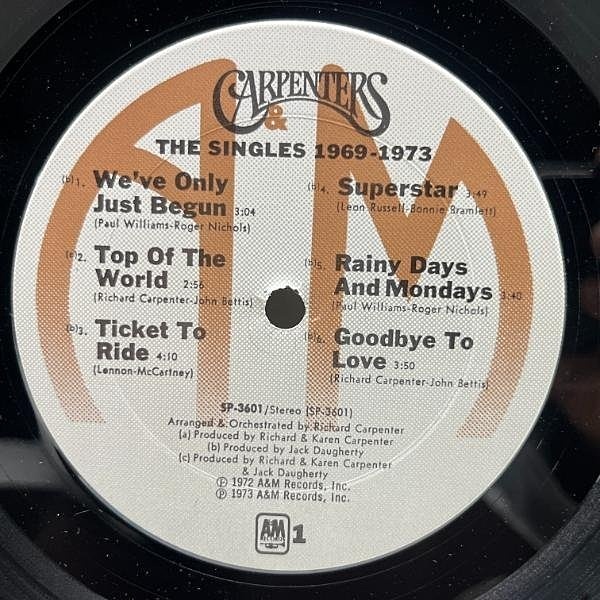 CARPENTERS
&
THE SINGLES 1969-1973
(b)1. We've Only
Just Begun 3:04
(Paul Williams-Roger Nichols)
(b)2. Top Of The
World 2:56
(Richard Carpenter-John Bettis)
(b)3. Ticket To
Ride 4:10
(Lennon-McCartney)
(b)4. Superstar 3:49
(Leon Russell-Bonnie Bramlett)
(b)5. Rainy Days
And Mondays 3:40
(Paul Williams-Roger Nichols)
(b)6. Goodbye To
Love 3:50
(Richard Carpenter-John Bettis)
SP-3601/Stereo (SP-3601)
Arranged & Orchestrated by Richard Carpenter
(a) Produced by Richard & Karen Carpenter
(b) Produced by Jack Daugherty
(c) Produced by Richard & Karen Carpenter
& Jack Daugherty
℗ 1972 A&M Records, Inc.
℗ 1973 A&M Records, Inc.
AM
RECORDS
1